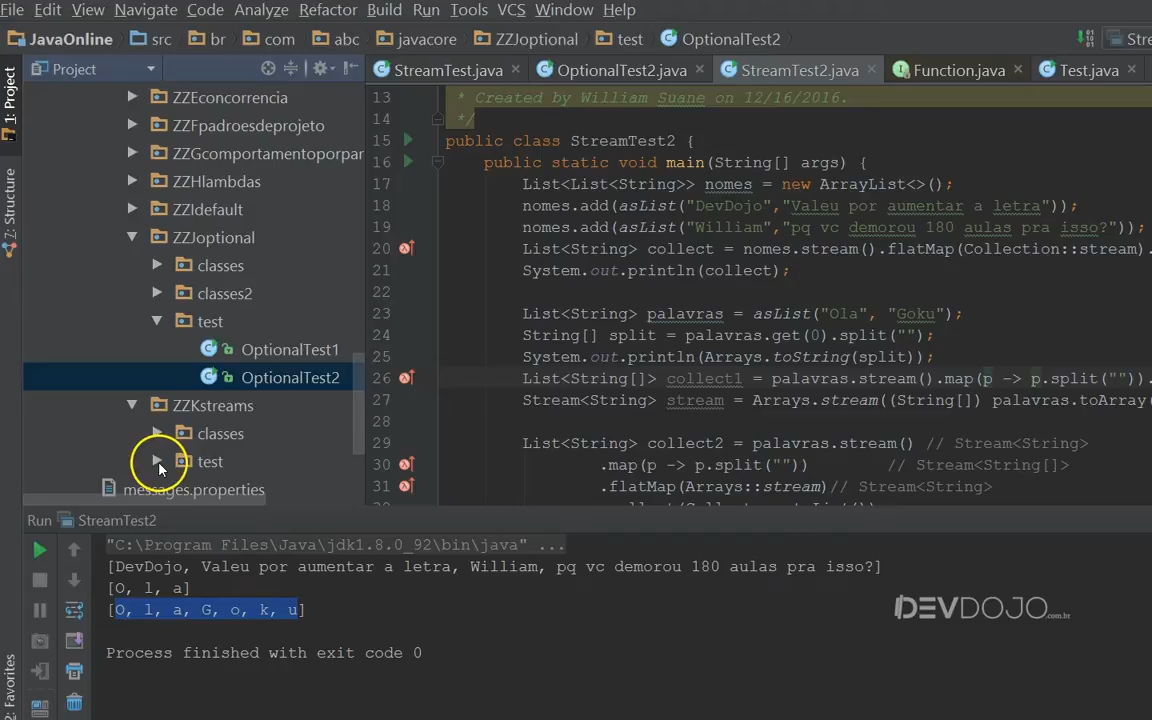 File Edit View Navigate Code Analyze Refactor Build Run Tools VCS Window Help
JavaOnline src br com abc javacore ZZJoptional test OptionalTest2
Project StreamTest.java OptionalTest2.java StreamTest2.java Function.java Test.java
1: Project
Z: Structure
Favorites
ZZEconcorrencia
ZZFpadroesdeprojeto
ZZGcomportamentoporpar
ZZHlambdas
ZZIdefault
ZZJoptional
classes
classes2
test
OptionalTest1
OptionalTest2
ZZKstreams
classes
test
messages.properties
13 * Created by William Suane on 12/16/2016.
14 */
15 public class StreamTest2 {
16 public static void main(String[] args) {
17 List<List<String>> nomes = new ArrayList<>();
18 nomes.add(asList("DevDojo","Valeu por aumentar a letra"));
19 nomes.add(asList("William","pq vc demorou 180 aulas pra isso?"));
20 List<String> collect = nomes.stream().flatMap(Collection::stream).
21 System.out.println(collect);
22
23 List<String> palavras = asList("Ola", "Goku");
24 String[] split = palavras.get(0).split("");
25 System.out.println(Arrays.toString(split));
26 List<String[]> collect1 = palavras.stream().map(p -> p.split("")).
27 Stream<String> stream = Arrays.stream((String[]) palavras.toArray(
28
29 List<String> collect2 = palavras.stream() // Stream<String>
30 .map(p -> p.split("")) // Stream<String[]>
31 .flatMap(Arrays::stream)// Stream<String>
Run StreamTest2
"C:\Program Files\Java\jdk1.8.0_92\bin\java" ...
[DevDojo, Valeu por aumentar a letra, William, pq vc demorou 180 aulas pra isso?]
[O, l, a]
[O, l, a, G, o, k, u]
Process finished with exit code 0
DEVDOJO.com.br